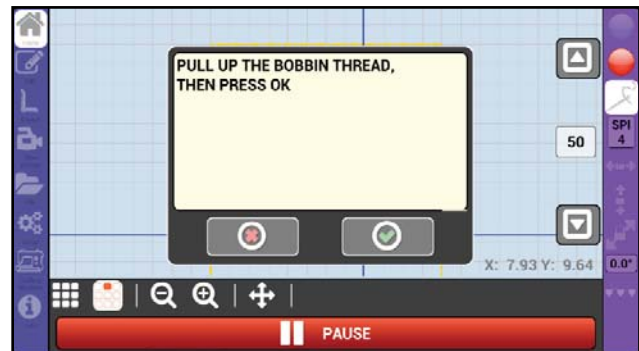 PULL UP THE BOBBIN THREAD,
THEN PRESS OK
SPI
4
50
X: 7.93 Y: 9.64
0.0°
PAUSE